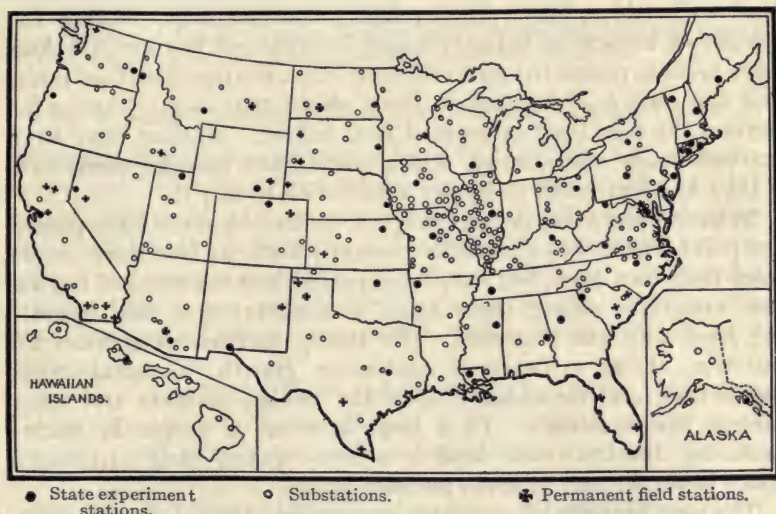 HAWAIIAN
ISLANDS.
ALASKA
State experiment
stations.
Substations.
Permanent field stations.